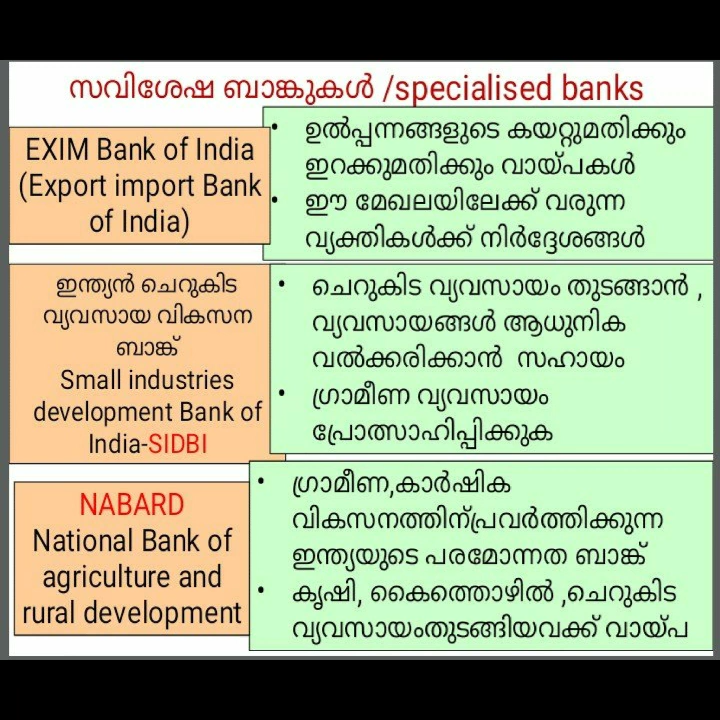 സവിശേഷ ബാങ്കുകൾ /specialised banks
EXIM Bank of India
(Export import Bank
of India)
• ഉൽപ്പന്നങ്ങളുടെ കയറ്റുമതിക്കും
ഇറക്കുമതിക്കും വായ്പകൾ
• ഈ മേഖലയിലേക്ക് വരുന്ന
വ്യക്തികൾക്ക് നിർദ്ദേശങ്ങൾ
ഇന്ത്യൻ ചെറുകിട
വ്യവസായ വികസന
ബാങ്ക്
Small industries
development Bank of
India-SIDBI
• ചെറുകിട വ്യവസായം തുടങ്ങാൻ ,
വ്യവസായങ്ങൾ ആധുനിക
വൽക്കരിക്കാൻ സഹായം
• ഗ്രാമീണ വ്യവസായം
പ്രോത്സാഹിപ്പിക്കുക
NABARD
National Bank of
agriculture and
rural development
• ഗ്രാമീണ,കാർഷിക
വികസനത്തിന്പ്രവർത്തിക്കുന്ന
ഇന്ത്യയുടെ പരമോന്നത ബാങ്ക്
• കൃഷി, കൈത്തൊഴിൽ ,ചെറുകിട
വ്യവസായംതുടങ്ങിയവക്ക് വായ്പ